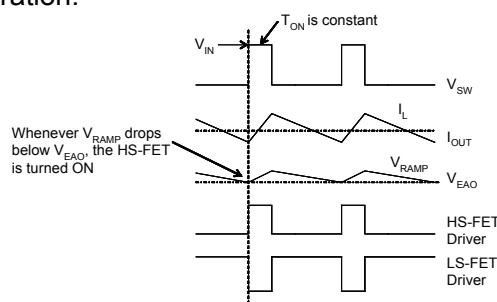 ration.
T_ON is constant
V_IN
V_SW
I_L
I_OUT
Whenever V_RAMP drops
below V_EAO, the HS-FET
is turned ON
V_RAMP
V_EAO
HS-FET
Driver
LS-FET
Driver